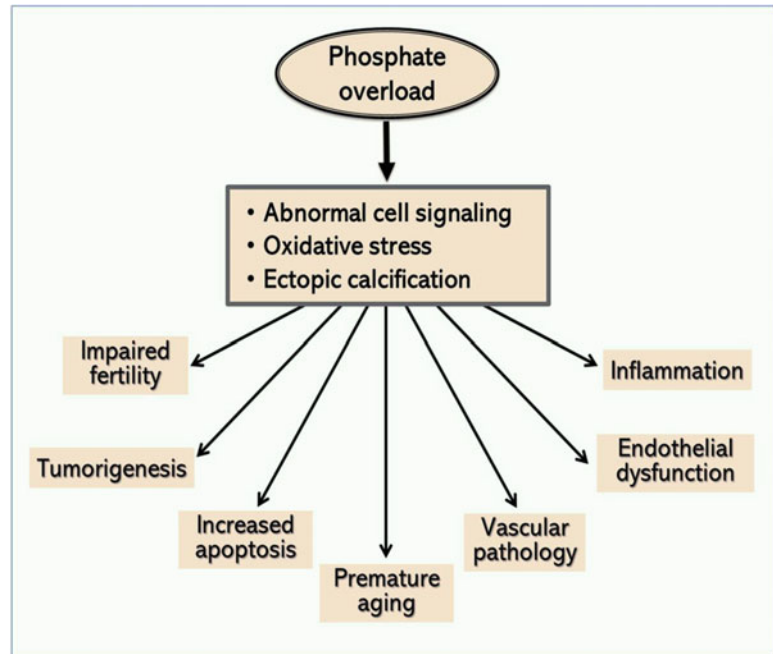 Phosphate
overload
• Abnormal cell signaling
• Oxidative stress
• Ectopic calcification
Impaired
fertility
Inflammation
Tumorigenesis
Endothelial
dysfunction
Increased
apoptosis
Vascular
pathology
Premature
aging